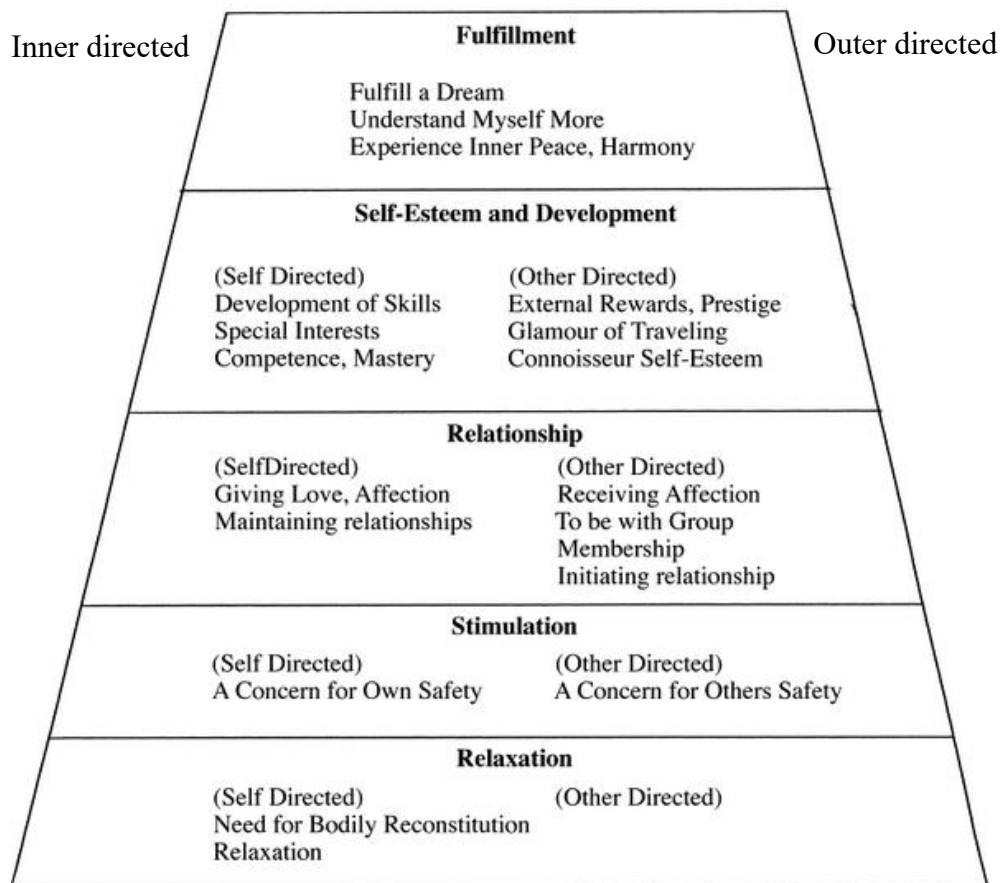 Inner directed
Outer directed
Fulfillment
Fulfill a Dream
Understand Myself More
Experience Inner Peace, Harmony
Self-Esteem and Development
(Self Directed)
Development of Skills
Special Interests
Competence, Mastery
(Other Directed)
External Rewards, Prestige
Glamour of Traveling
Connoisseur Self-Esteem
Relationship
(SelfDirected)
Giving Love, Affection
Maintaining relationships
(Other Directed)
Receiving Affection
To be with Group
Membership
Initiating relationship
Stimulation
(Self Directed)
A Concern for Own Safety
(Other Directed)
A Concern for Others Safety
Relaxation
(Self Directed)
Need for Bodily Reconstitution
Relaxation
(Other Directed)